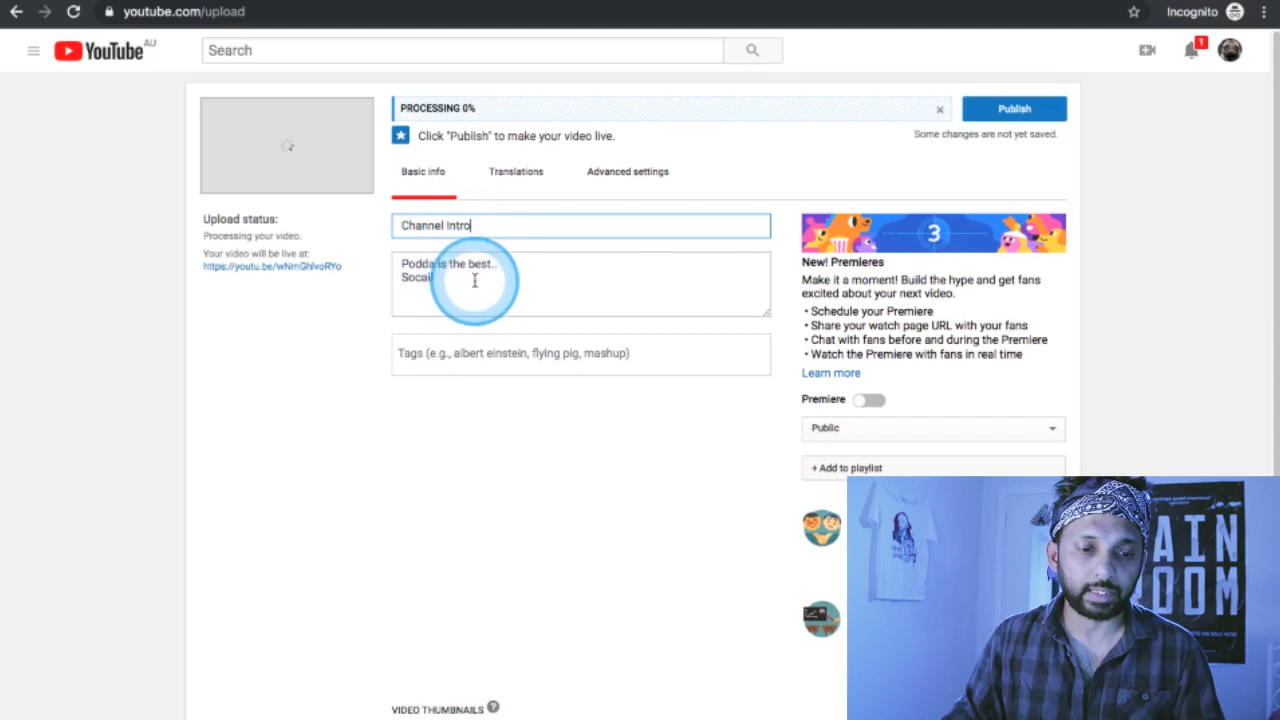 youtube.com/upload
Incognito
YouTube AU
Search
1
PROCESSING 0%
Publish
Click "Publish" to make your video live.
Some changes are not yet saved.
Basic info
Translations
Advanced settings
Upload status:
Processing your video.
Your video will be live at:
https://youtu.be/wNmGhIvoRYo
Channel Intro
Podda is the best..
Socail
Tags (e.g., albert einstein, flying pig, mashup)
3
New! Premieres
Make it a moment! Build the hype and get fans
excited about your next video.
• Schedule your Premiere
• Share your watch page URL with your fans
• Chat with fans before and during the Premiere
• Watch the Premiere with fans in real time
Learn more
Premiere
Public
+ Add to playlist
AIN
OOM
VIDEO THUMBNAILS ?